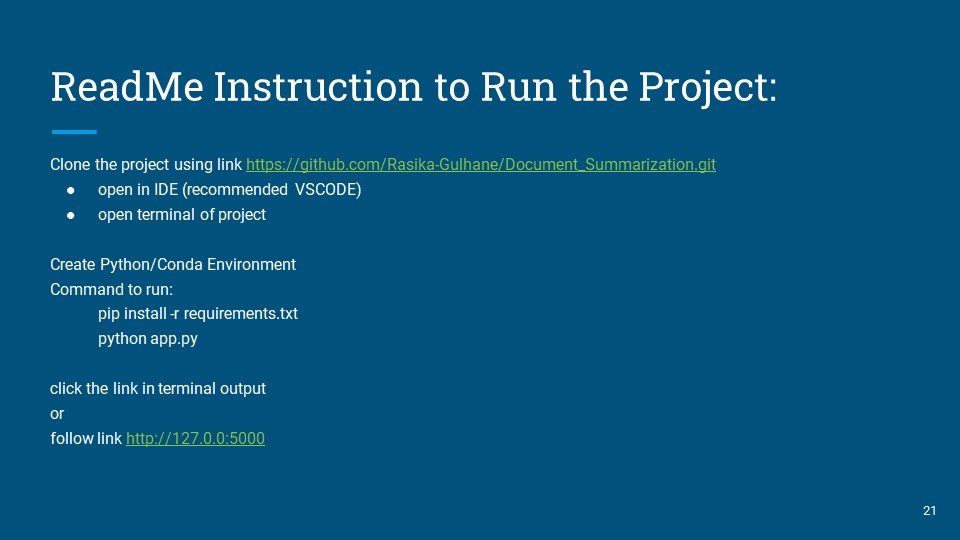 ReadMe Instruction to Run the Project:
Clone the project using link https://github.com/Rasika-Gulhane/Document_Summarization.git
● open in IDE (recommended VSCODE)
● open terminal of project
Create Python/Conda Environment
Command to run:
pip install -r requirements.txt
python app.py
click the link in terminal output
or
follow link http://127.0.0:5000
21